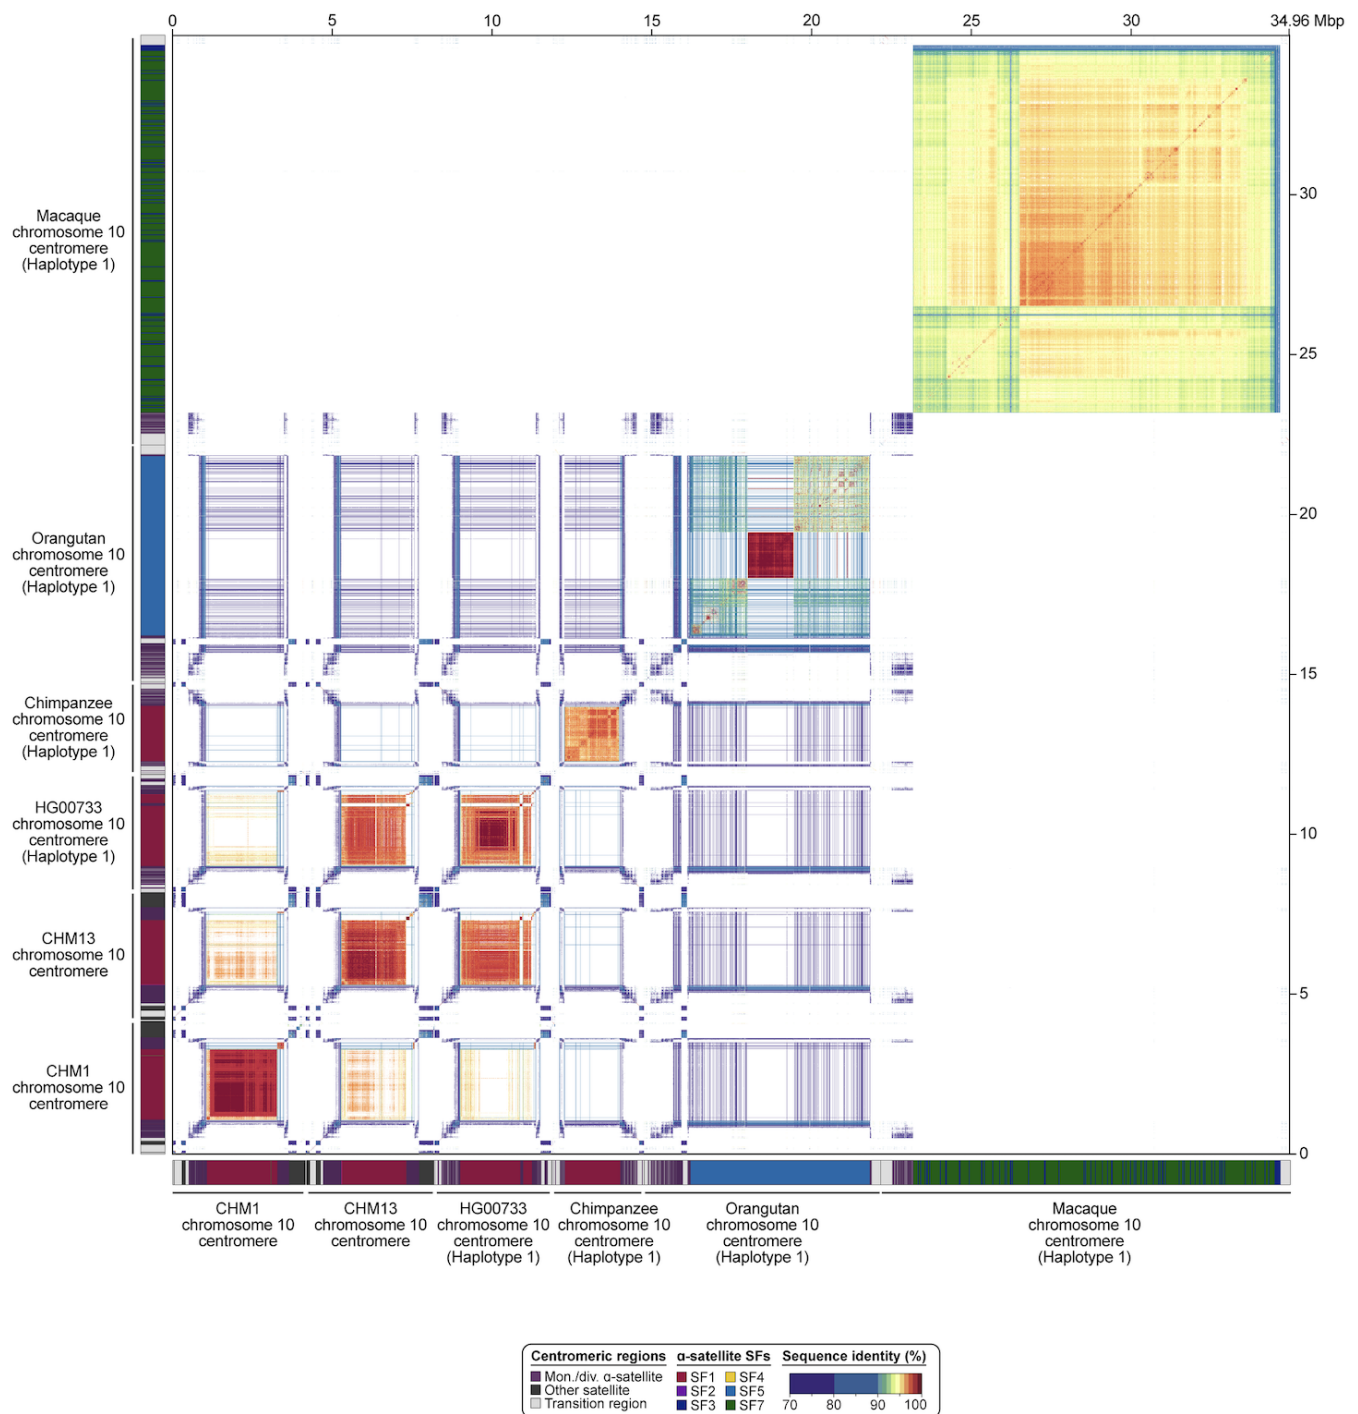 0 5 10 15 20 25 30 34.96 Mbp
Macaque
chromosome 10
centromere
(Haplotype 1)
30
25
Orangutan
chromosome 10
centromere
(Haplotype 1)
20
15
Chimpanzee
chromosome 10
centromere
(Haplotype 1)
HG00733
chromosome 10
centromere
(Haplotype 1)
10
CHM13
chromosome 10
centromere
5
CHM1
chromosome 10
centromere
0
CHM1
chromosome 10
centromere
CHM13
chromosome 10
centromere
HG00733
chromosome 10
centromere
(Haplotype 1)
Chimpanzee
chromosome 10
centromere
(Haplotype 1)
Orangutan
chromosome 10
centromere
(Haplotype 1)
Macaque
chromosome 10
centromere
(Haplotype 1)
Centromeric regions
Mon./div. α-satellite
Other satellite
Transition region
α-satellite SFs
SF1 SF4
SF2 SF5
SF3 SF7
Sequence identity (%)
70 80 90 100